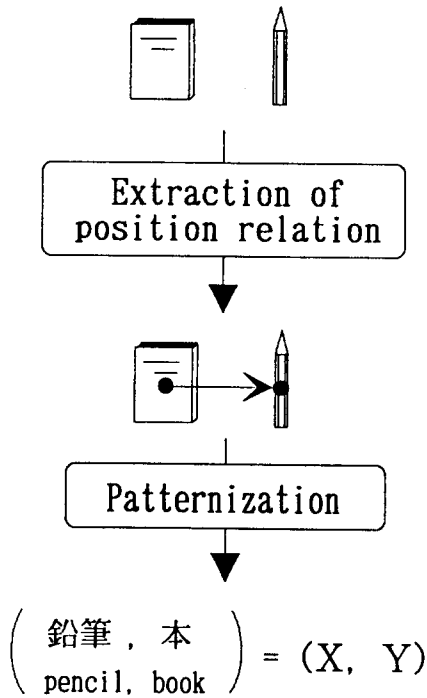 Extraction of
position relation
Patternization
鉛筆 , 本
pencil, book
= (X, Y)